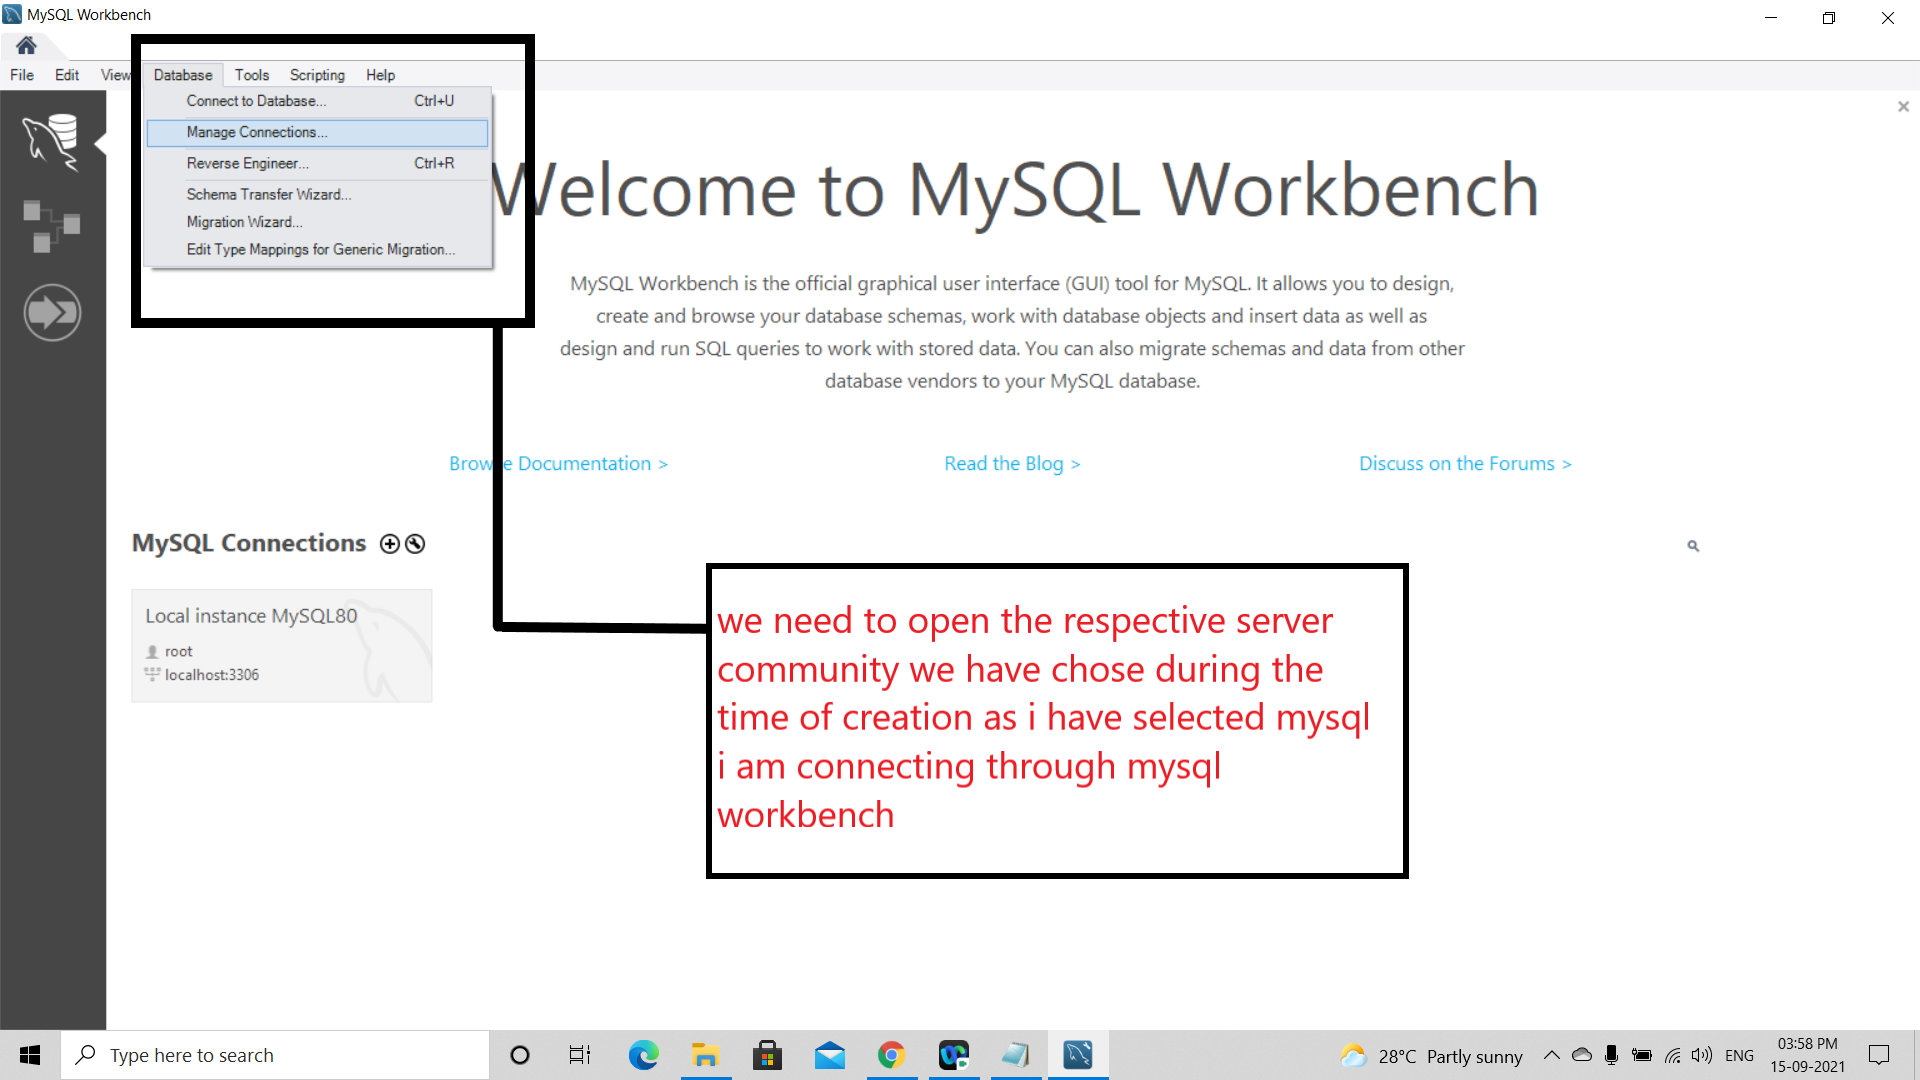 MySQL Workbench
File Edit View Database Tools Scripting Help
Connect to Database... Ctrl+U
Manage Connections...
Reverse Engineer... Ctrl+R
Schema Transfer Wizard...
Migration Wizard...
Edit Type Mappings for Generic Migration...
Welcome to MySQL Workbench
MySQL Workbench is the official graphical user interface (GUI) tool for MySQL. It allows you to design,
create and browse your database schemas, work with database objects and insert data as well as
design and run SQL queries to work with stored data. You can also migrate schemas and data from other
database vendors to your MySQL database.
Browse Documentation >
Read the Blog >
Discuss on the Forums >
MySQL Connections
Local instance MySQL80
root
localhost:3306
we need to open the respective server
community we have chose during the
time of creation as i have selected mysql
i am connecting through mysql
workbench
Type here to search
28°C Partly sunny
ENG
03:58 PM
15-09-2021